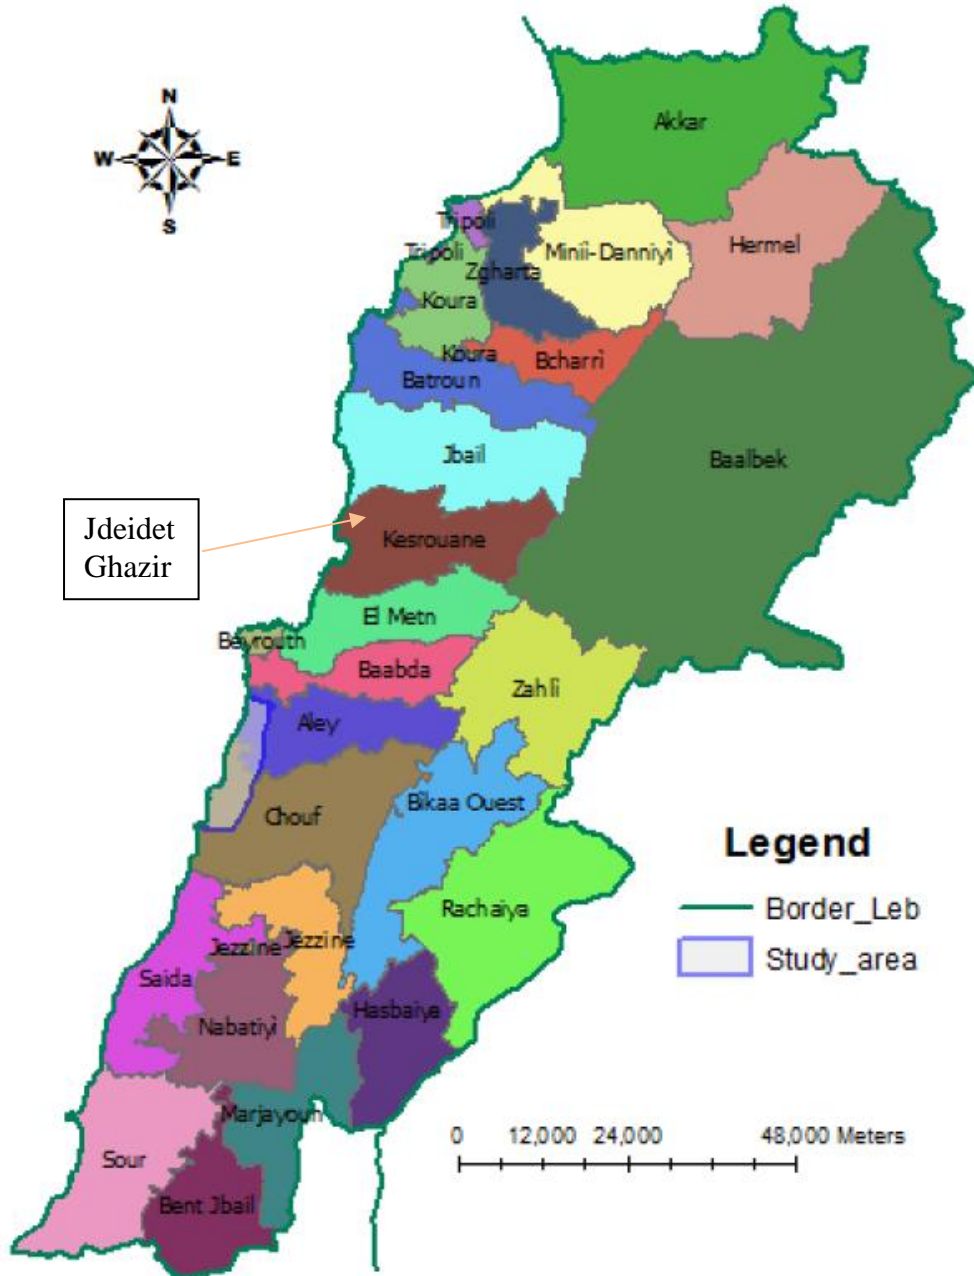 N
W E
S
Akkar
Tripoli
Hermel
Minii-Danniyi
Tripoli
Zgharta
Koura
Koura
Bcharri
Batroun
Jbail
Baalbek
Jdeidet
Ghazir
Kesrouane
El Metn
Beyrouth
Baabda
Zahli
Aley
Bikaa Ouest
Chouf
Legend
Border_Leb
Study_area
Rachaiya
Jezzine
Jezzine
Saida
Hasbaiya
Nabatiyi
Marjayoun
0 12,000 24,000 48,000 Meters
Sour
Bent Jbail